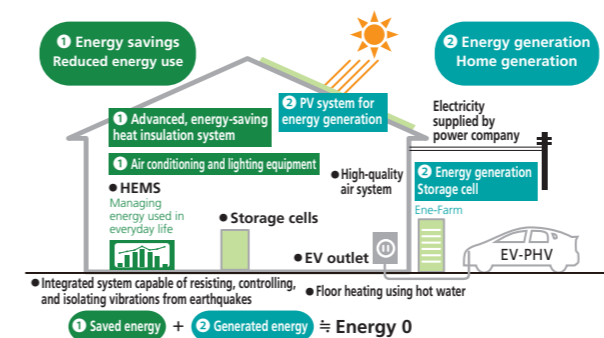 ❶ Energy savings
Reduced energy use
❷ Energy generation
Home generation
❷ PV system for
energy generation
❶ Advanced, energy-saving
heat insulation system
Electricity
supplied by
power company
❶ Air conditioning and lighting equipment
● High-quality
air system
❷ Energy generation
Storage cell
● HEMS
Managing
energy used in
everyday life
Ene-Farm
● Storage cells
● EV outlet
EV-PHV
● Integrated system capable of resisting, controlling,
and isolating vibrations from earthquakes
● Floor heating using hot water
❶ Saved energy + ❷ Generated energy ≒ Energy 0